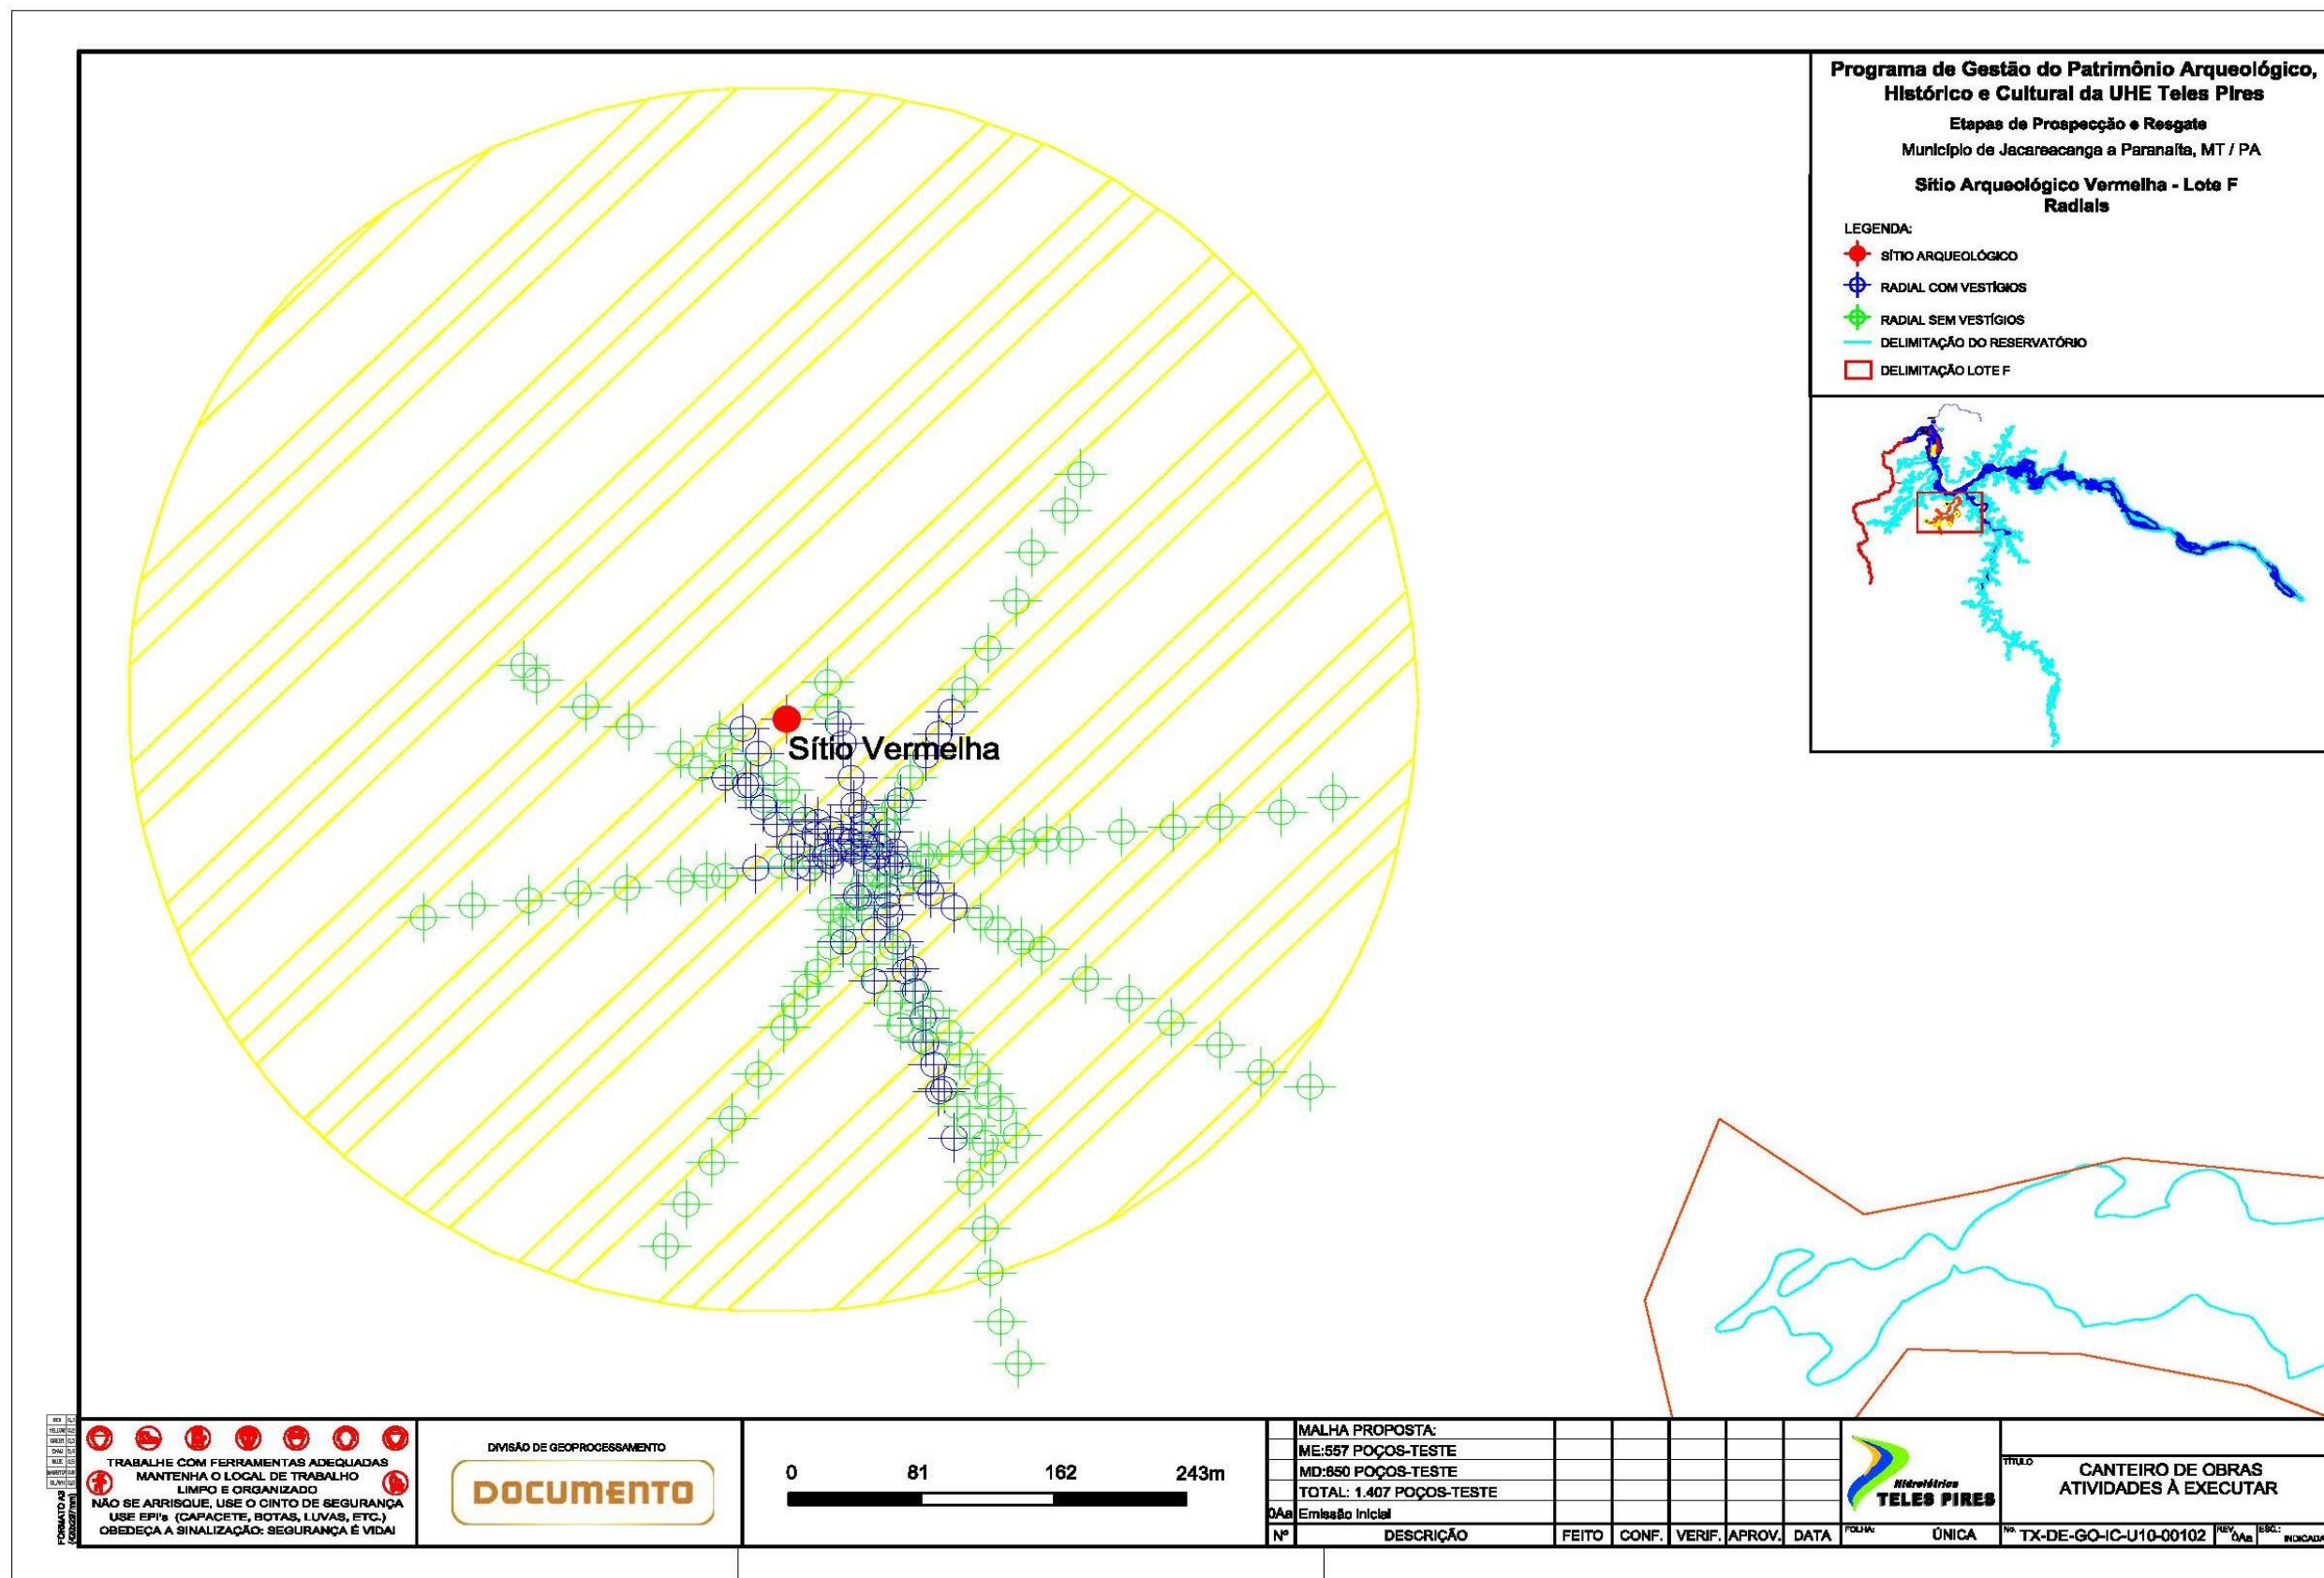 Programa de Gestão do Patrimônio Arqueológico,
Histórico e Cultural da UHE Teles Pires
Etapas de Prospecção e Resgate
Município de Jacareacanga a Paranaíta, MT / PA
Sítio Arqueológico Vermelha - Lote F
Radiais
LEGENDA:
SÍTIO ARQUEOLÓGICO
RADIAL COM VESTÍGIOS
RADIAL SEM VESTÍGIOS
DELIMITAÇÃO DO RESERVATÓRIO
DELIMITAÇÃO LOTE F
Sítio Vermelha
TRABALHE COM FERRAMENTAS ADEQUADAS
MANTENHA O LOCAL DE TRABALHO
LIMPO E ORGANIZADO
NÃO SE ARRISQUE, USE O CINTO DE SEGURANÇA
USE EPI's (CAPACETE, BOTAS, LUVAS, ETC.)
OBEDEÇA A SINALIZAÇÃO: SEGURANÇA É VIDA!
FORMATO A3
DIVISÃO DE GEOPROCESSAMENTO
DOCUMENTO
0 81 162 243m
MALHA PROPOSTA:
ME:557 POÇOS-TESTE
MD:850 POÇOS-TESTE
TOTAL: 1.407 POÇOS-TESTE
0Aa Emissão Inicial
Nº DESCRIÇÃO FEITO CONF. VERIF. APROV. DATA
Hidrelétrica
TELES PIRES
FOLHA: ÚNICA
TÍTULO
CANTEIRO DE OBRAS
ATIVIDADES À EXECUTAR
No. TX-DE-GO-IC-U10-00102 REV. 0Aa ESC.: INDICADA